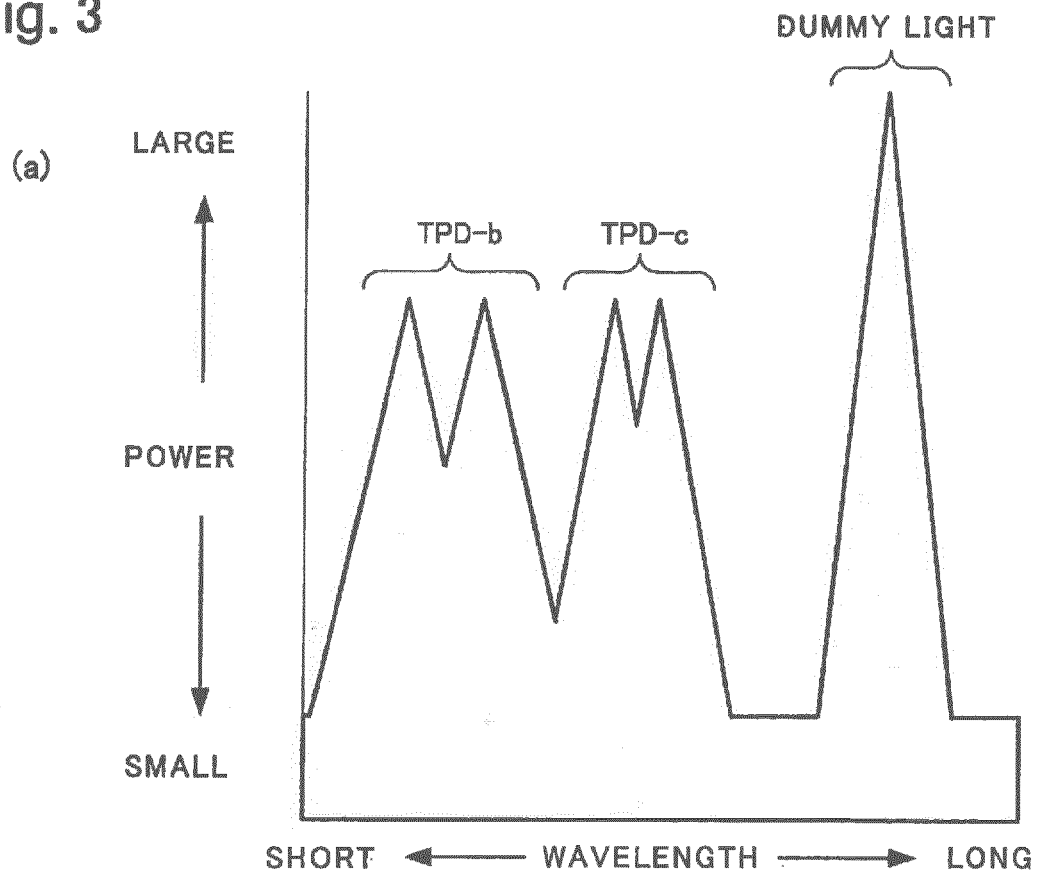 ig. 3
DUMMY LIGHT
LARGE
(a)
TPD-b
TPD-c
POWER
SMALL
SHORT
WAVELENGTH
LONG